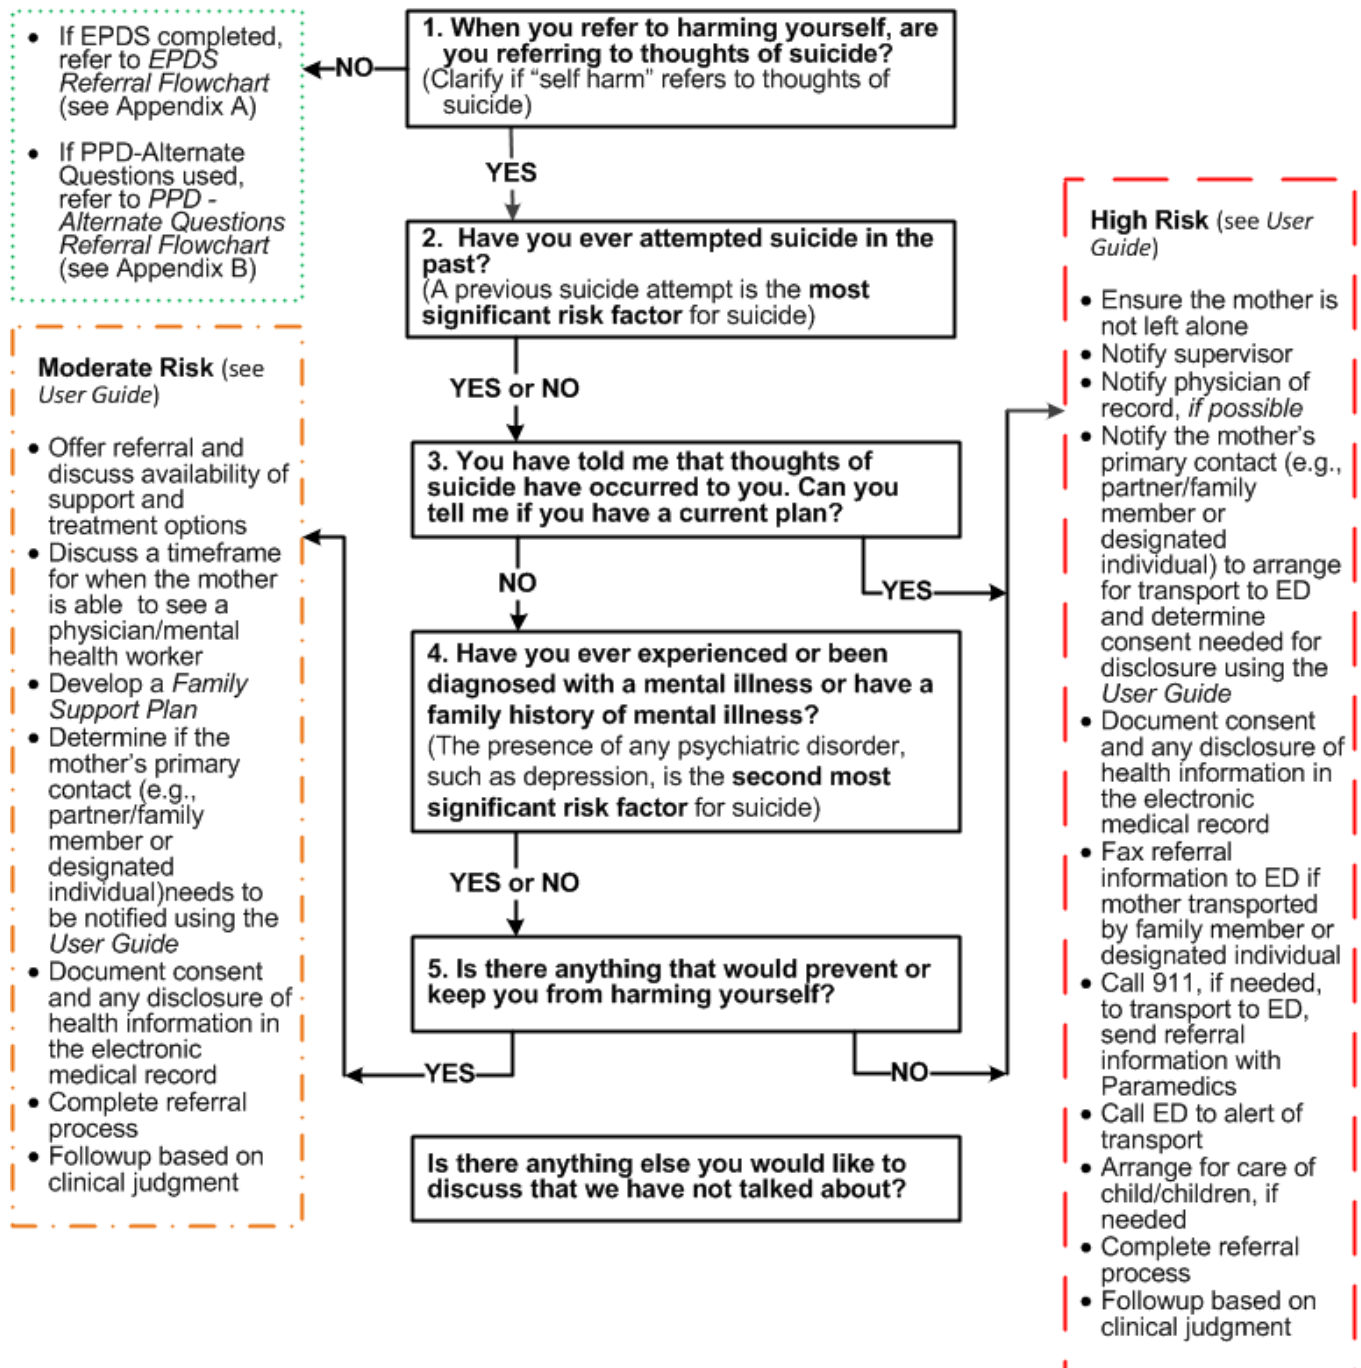 • If EPDS completed,
refer to EPDS
Referral Flowchart
(see Appendix A)
• If PPD-Alternate
Questions used,
refer to PPD -
Alternate Questions
Referral Flowchart
(see Appendix B)
NO
1. When you refer to harming yourself, are
you referring to thoughts of suicide?
(Clarify if “self harm” refers to thoughts of
suicide)
YES
2. Have you ever attempted suicide in the
past?
(A previous suicide attempt is the most
significant risk factor for suicide)
YES or NO
3. You have told me that thoughts of
suicide have occurred to you. Can you
tell me if you have a current plan?
NO
YES
4. Have you ever experienced or been
diagnosed with a mental illness or have a
family history of mental illness?
(The presence of any psychiatric disorder,
such as depression, is the second most
significant risk factor for suicide)
YES or NO
5. Is there anything that would prevent or
keep you from harming yourself?
YES
NO
Is there anything else you would like to
discuss that we have not talked about?
Moderate Risk (see
User Guide)
• Offer referral and
discuss availability of
support and
treatment options
• Discuss a timeframe
for when the mother
is able to see a
physician/mental
health worker
• Develop a Family
Support Plan
• Determine if the
mother’s primary
contact (e.g.,
partner/family
member or
designated
individual)needs to
be notified using the
User Guide
• Document consent
and any disclosure of
health information in
the electronic
medical record
• Complete referral
process
• Followup based on
clinical judgment
High Risk (see User
Guide)
• Ensure the mother is
not left alone
• Notify supervisor
• Notify physician of
record, if possible
• Notify the mother’s
primary contact (e.g.,
partner/family
member or
designated
individual) to arrange
for transport to ED
and determine
consent needed for
disclosure using the
User Guide
• Document consent
and any disclosure of
health information in
the electronic
medical record
• Fax referral
information to ED if
mother transported
by family member or
designated individual
• Call 911, if needed,
to transport to ED,
send referral
information with
Paramedics
• Call ED to alert of
transport
• Arrange for care of
child/children, if
needed
• Complete referral
process
• Followup based on
clinical judgment